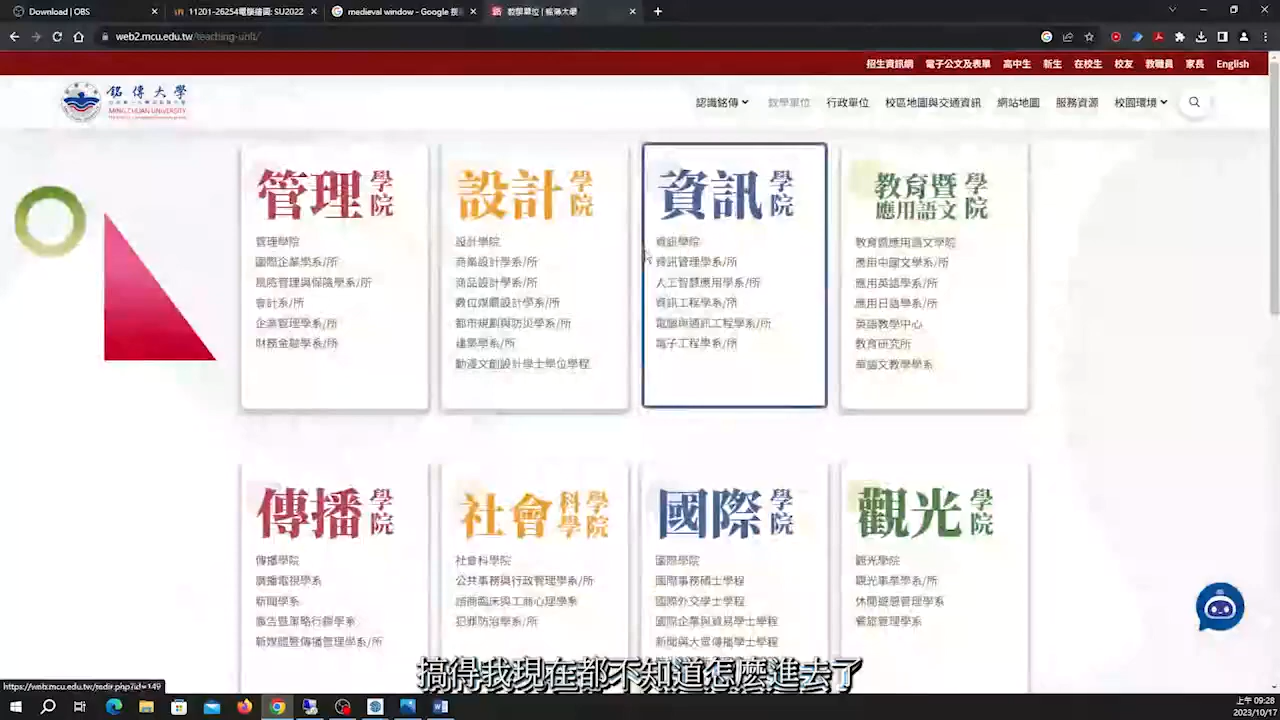 Download | OBS
11201-26254電腦繪圖: SU2022
medieval window - Google 搜
教學單位 | 銘傳大學
web2.mcu.edu.tw/teaching-unit/
招生資訊網 電子公文及表單 高中生 新生 在校生 校友 教職員 家長 English
銘傳大學
MING CHUAN UNIVERSITY
認識銘傳 教學單位 行政單位 校區地圖與交通資訊 網站地圖 服務資源 校園環境
管理學院
管理學院
國際企業學系/所
風險管理與保險學系/所
會計系/所
企業管理學系/所
財務金融學系/所
設計學院
設計學院
商業設計學系/所
商品設計學系/所
數位媒體設計學系/所
都市規劃與防災學系/所
建築學系/所
動漫文創設計學士學位學程
資訊學院
資訊學院
資訊管理學系/所
人工智慧應用學系/所
資訊工程學系/所
電腦與通訊工程學系/所
電子工程學系/所
教育暨應用語文學院
教育暨應用語文學院
應用中國文學系/所
應用英語學系/所
應用日語學系/所
英語教學中心
教育研究所
華語文教學學系
傳播學院
傳播學院
廣播電視學系
新聞學系
廣告暨策略行銷學系
新媒體暨傳播管理學系/所
社會科學學院
社會科學院
公共事務與行政管理學系/所
諮商臨床與工商心理學系
犯罪防治學系/所
國際學院
國際學院
國際事務碩士學程
國際外交學士學程
國際企業與貿易學士學程
新聞與大眾傳播學士學程
觀光學院
觀光學院
觀光事業學系/所
休閒遊憩管理學系
餐旅管理學系
搞得我現在都不知道怎麼進去了
https://web.mcu.edu.tw/redir.php?id=149
上午 09:28
2023/10/17